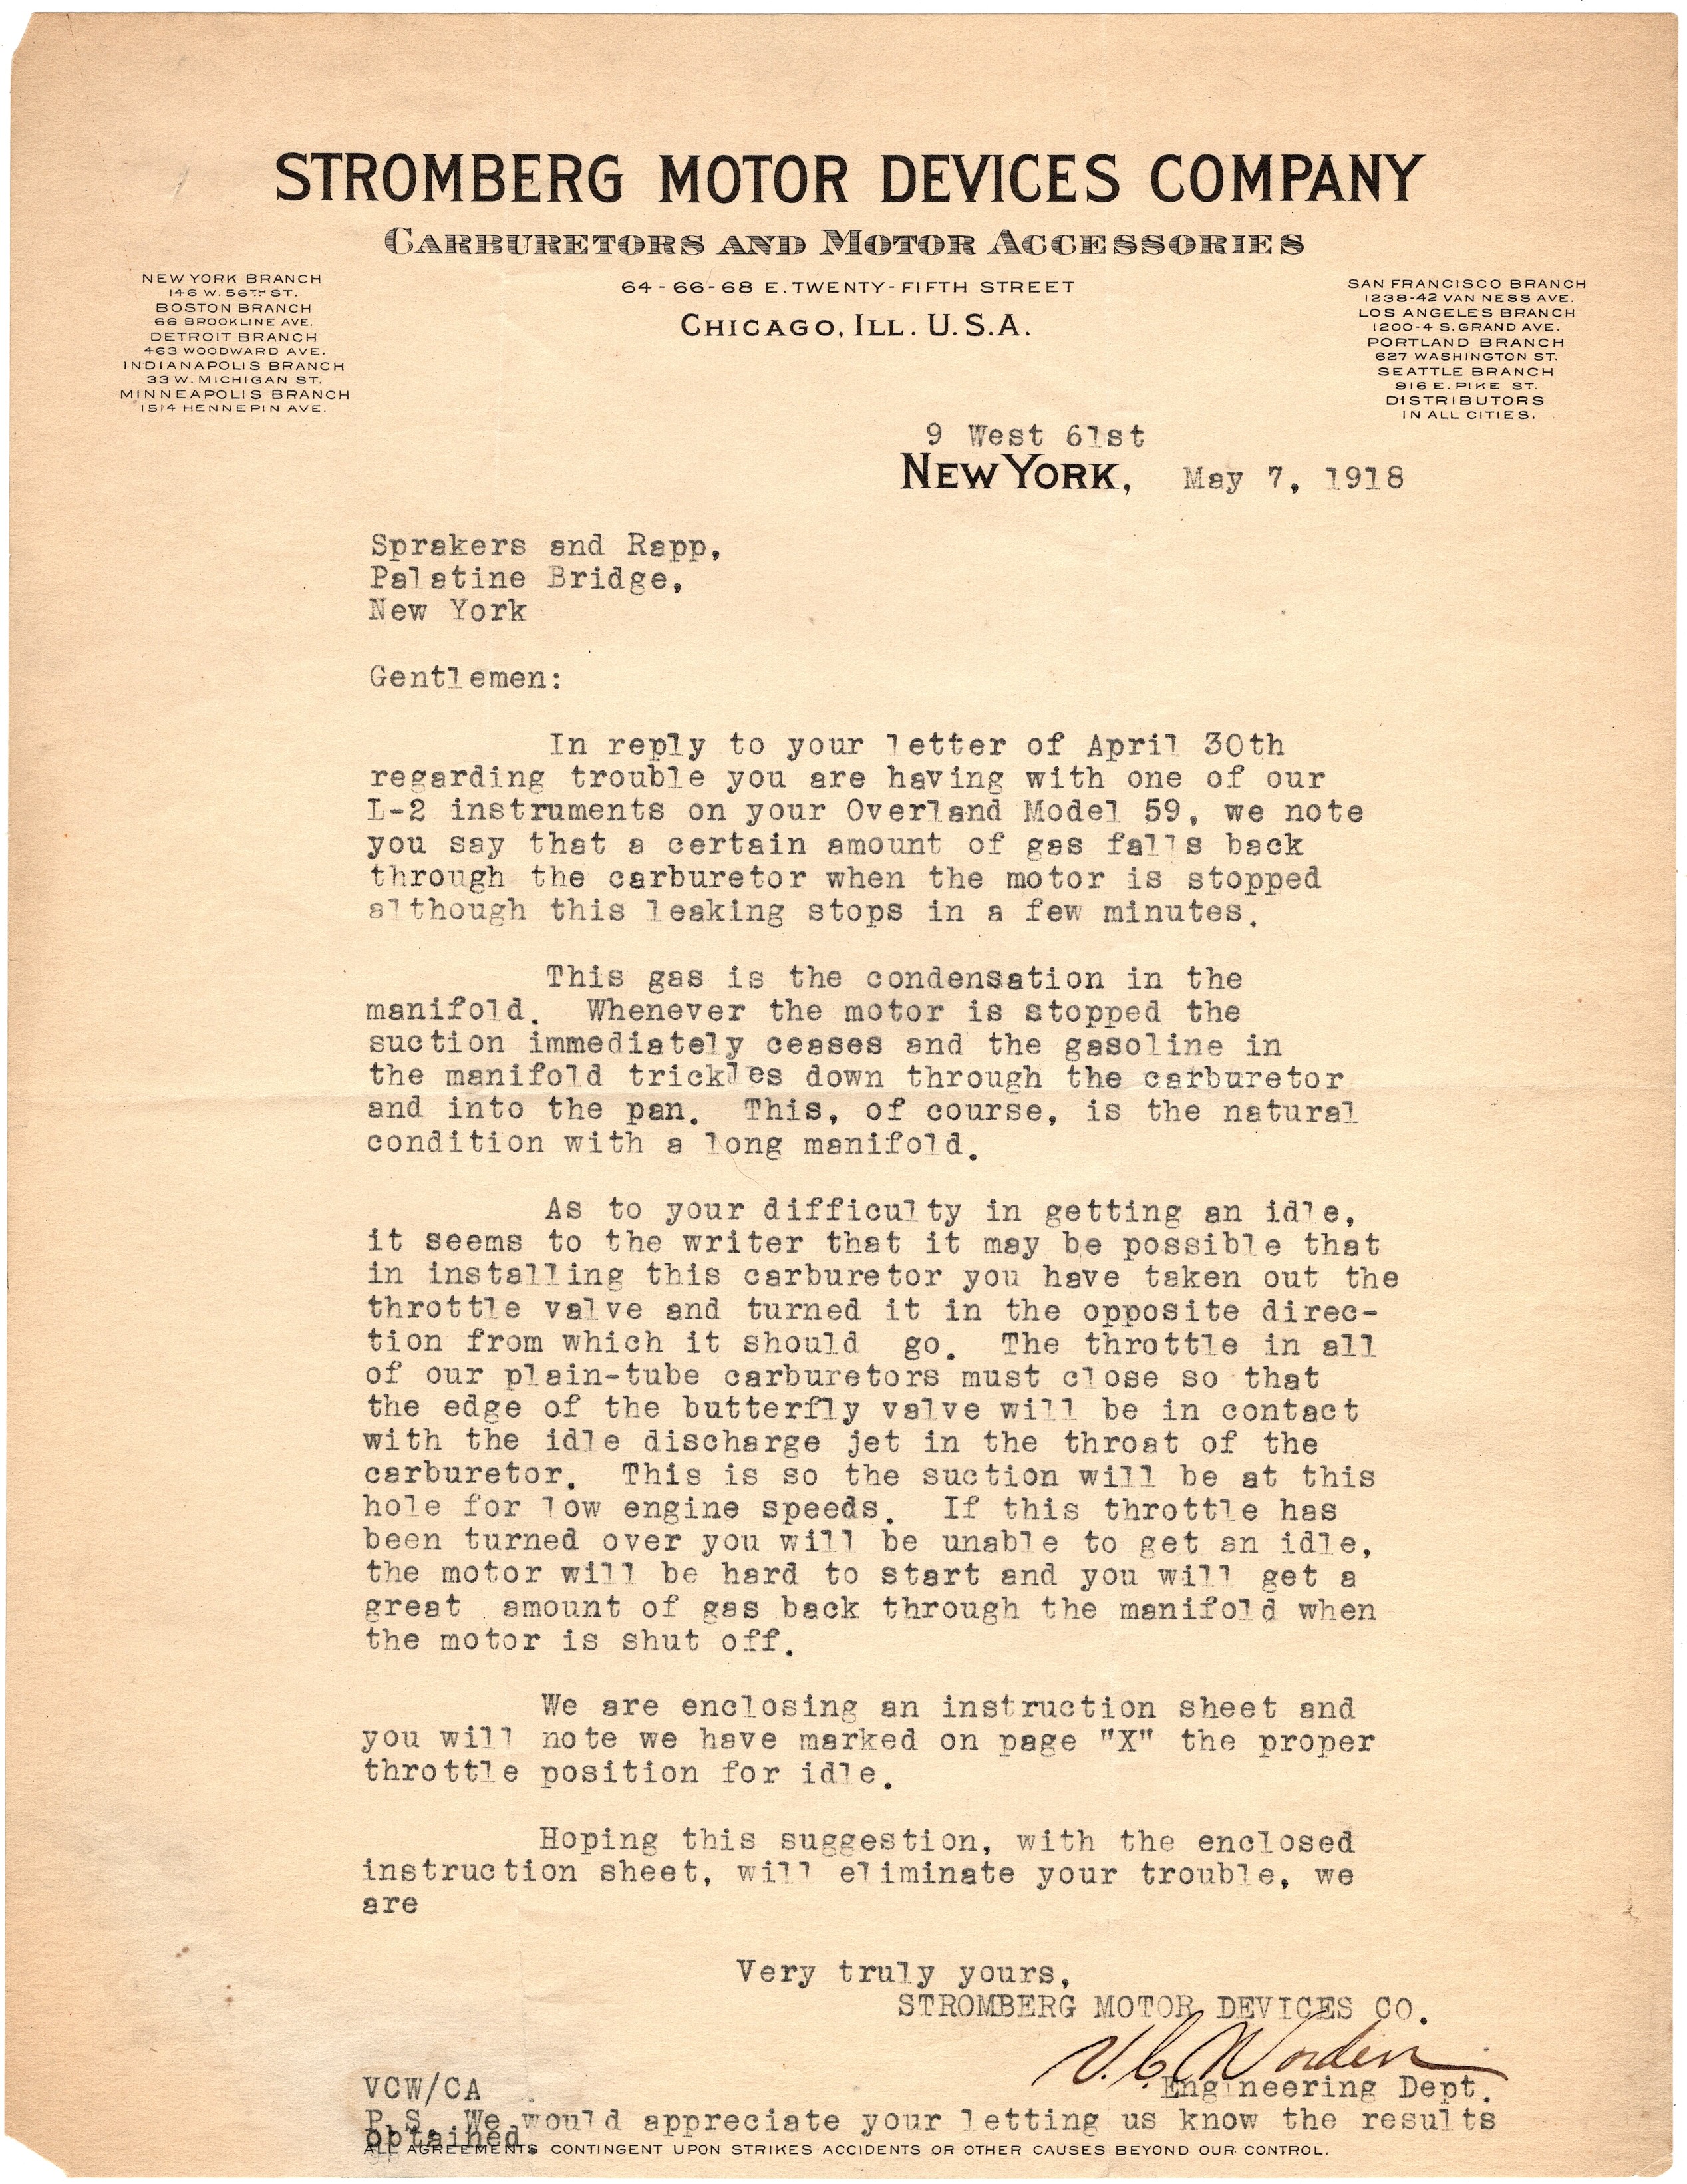 STROMBERG MOTOR DEVICES COMPANY
CARBURETORS AND MOTOR ACCESSORIES
64-66-68 E. TWENTY-FIFTH STREET
CHICAGO, ILL. U.S.A.
NEW YORK BRANCH
146 W. 56TH ST.
BOSTON BRANCH
66 BROOKLINE AVE.
DETROIT BRANCH
463 WOODWARD AVE.
INDIANAPOLIS BRANCH
33 W. MICHIGAN ST.
MINNEAPOLIS BRANCH
1514 HENNEPIN AVE.
SAN FRANCISCO BRANCH
1238-42 VAN NESS AVE.
LOS ANGELES BRANCH
1200-4 S. GRAND AVE.
PORTLAND BRANCH
627 WASHINGTON ST.
SEATTLE BRANCH
916 E. PIKE ST.
DISTRIBUTORS
IN ALL CITIES.
9 West 61st
NEW YORK, May 7, 1918
Sprakers and Rapp,
Palatine Bridge,
New York
Gentlemen:
In reply to your letter of April 30th
regarding trouble you are having with one of our
L-2 instruments on your Overland Model 59, we note
you say that a certain amount of gas falls back
through the carburetor when the motor is stopped
although this leaking stops in a few minutes.
This gas is the condensation in the
manifold. Whenever the motor is stopped the
suction immediately ceases and the gasoline in
the manifold trickles down through the carburetor
and into the pan. This, of course, is the natural
condition with a long manifold.
As to your difficulty in getting an idle,
it seems to the writer that it may be possible that
in installing this carburetor you have taken out the
throttle valve and turned it in the opposite direc-
tion from which it should go. The throttle in all
of our plain-tube carburetors must close so that
the edge of the butterfly valve will be in contact
with the idle discharge jet in the throat of the
carburetor. This is so the suction will be at this
hole for low engine speeds. If this throttle has
been turned over you will be unable to get an idle,
the motor will be hard to start and you will get a
great amount of gas back through the manifold when
the motor is shut off.
We are enclosing an instruction sheet and
you will note we have marked on page "X" the proper
throttle position for idle.
Hoping this suggestion, with the enclosed
instruction sheet, will eliminate your trouble, we
are
Very truly yours,
STROMBERG MOTOR DEVICES CO.
V. C. Worden
Engineering Dept.
VCW/CA
P.S. We would appreciate your letting us know the results
obtained.
ALL AGREEMENTS CONTINGENT UPON STRIKES ACCIDENTS OR OTHER CAUSES BEYOND OUR CONTROL.